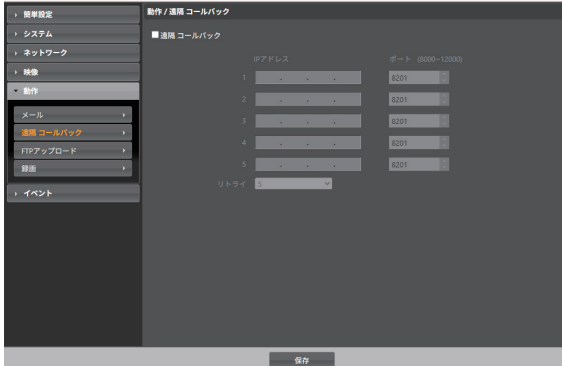 簡単設定
システム
ネットワーク
映像
動作
メール
遠隔 コールバック
FTPアップロード
録画
イベント
動作 / 遠隔 コールバック
遠隔 コールバック
IPアドレス ポート (8000~12000)
1 . . . 8201
2 . . . 8201
3 . . . 8201
4 . . . 8201
5 . . . 8201
リトライ 5
保存